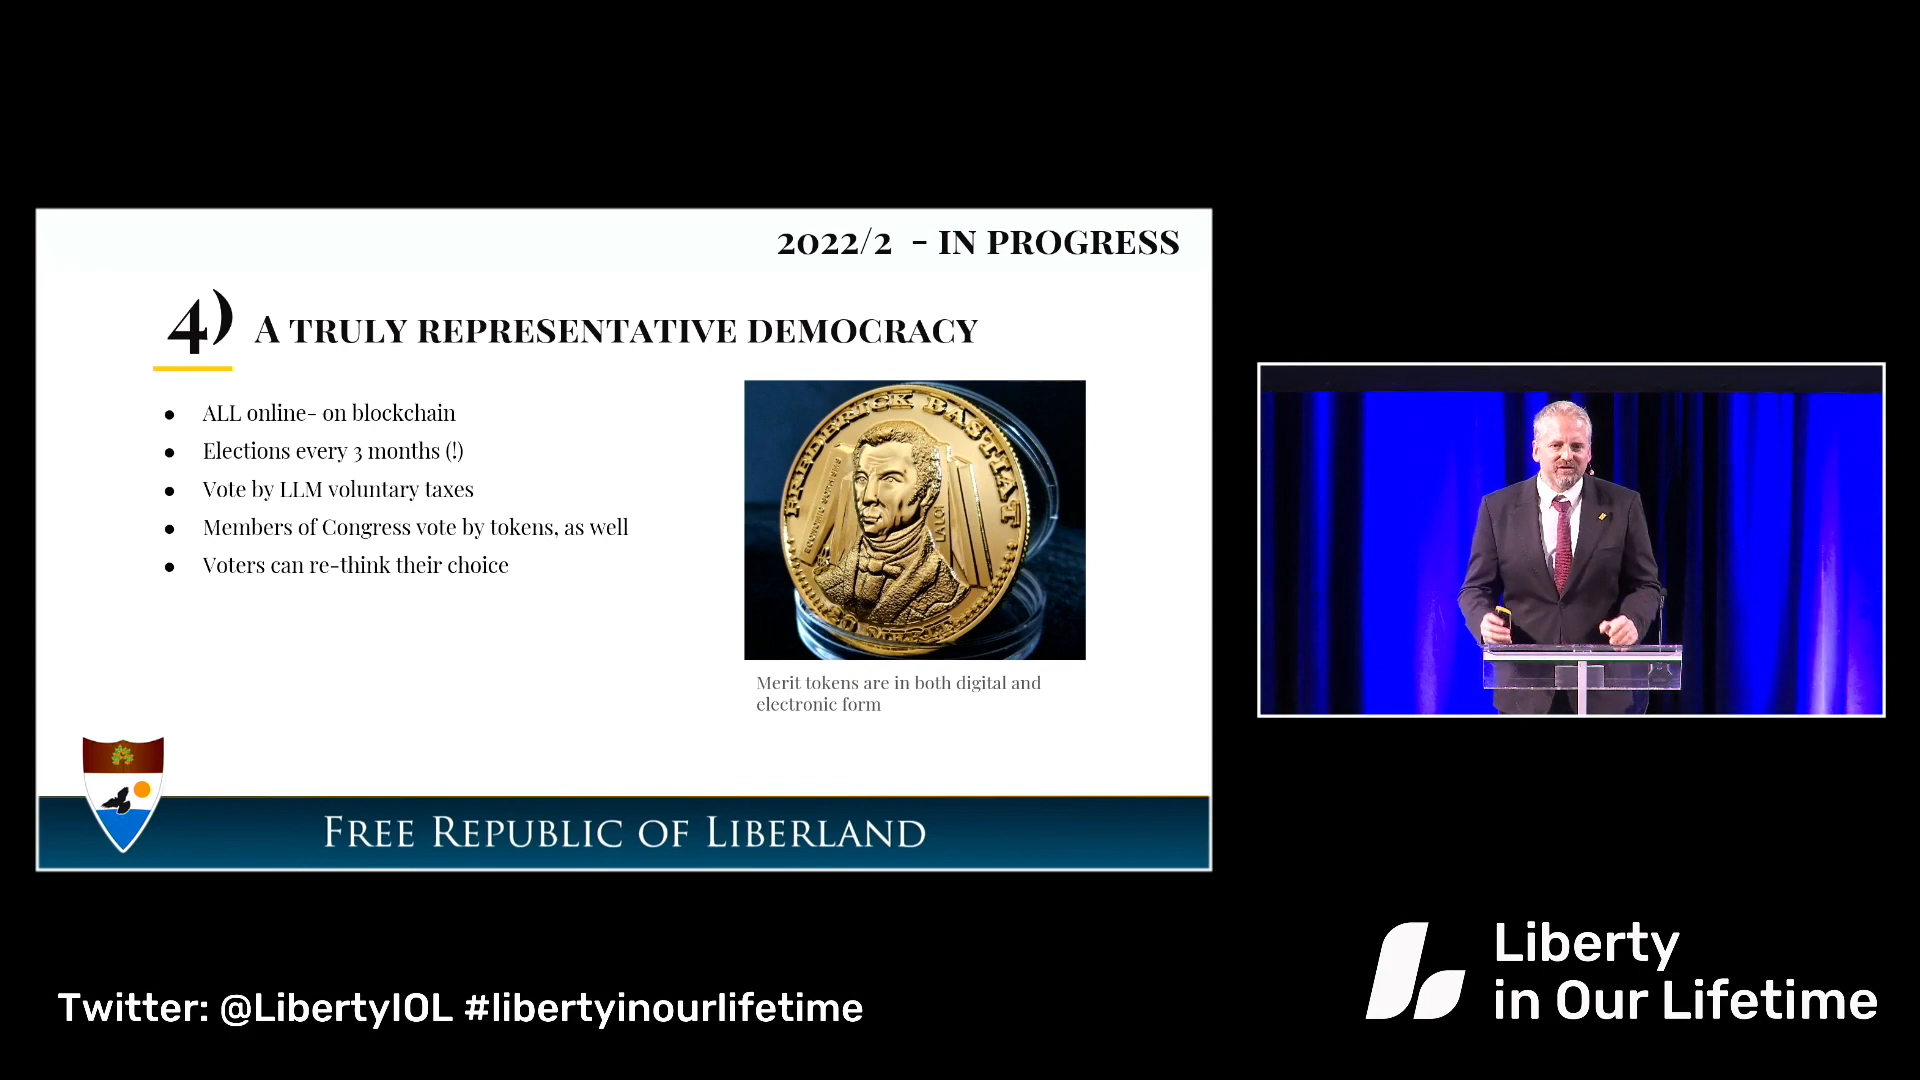 2022/2 - IN PROGRESS
4) A TRULY REPRESENTATIVE DEMOCRACY
● ALL online- on blockchain
● Elections every 3 months (!)
● Vote by LLM voluntary taxes
● Members of Congress vote by tokens, as well
● Voters can re-think their choice
FREDERICK BASTIAT
LA LOI
Merit tokens are in both digital and
electronic form
FREE REPUBLIC OF LIBERLAND
Liberty
in Our Lifetime
Twitter: @LibertyIOL #libertyinourlifetime